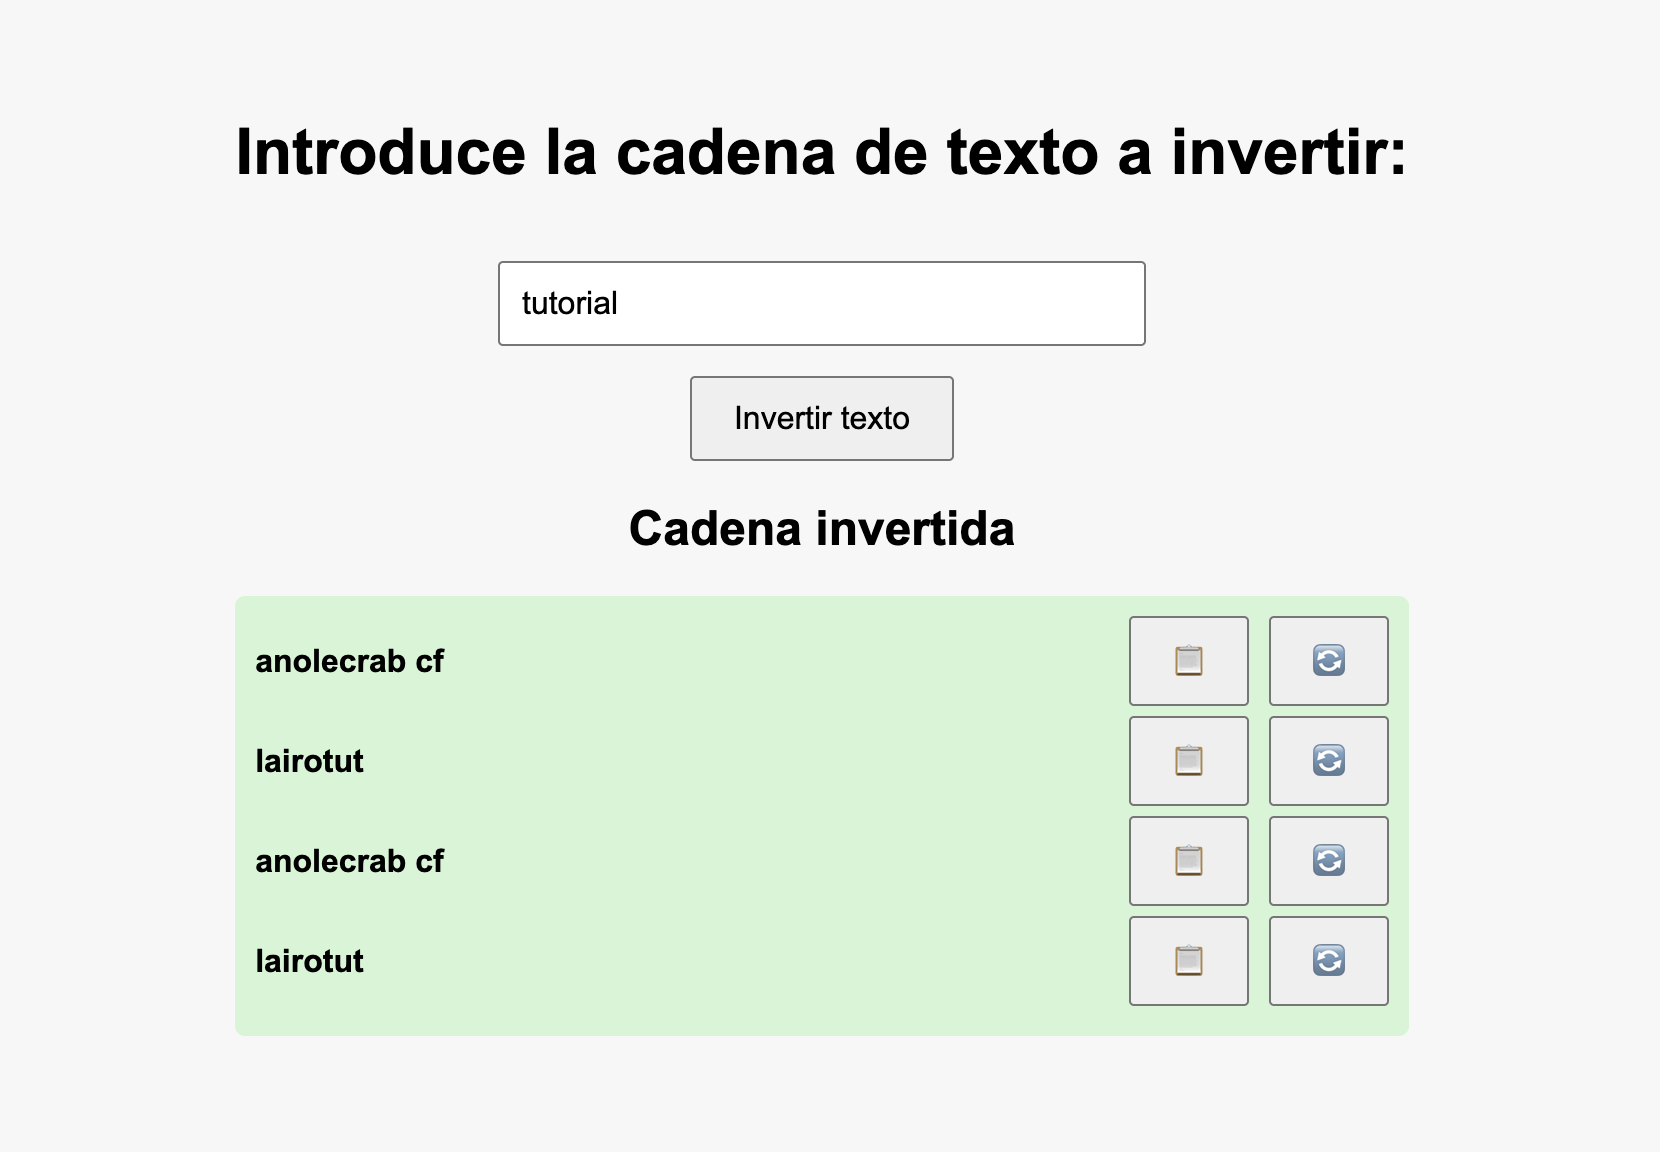 Introduce la cadena de texto a invertir:
tutorial
Invertir texto
Cadena invertida
anolecrab cf
lairotut
anolecrab cf
lairotut